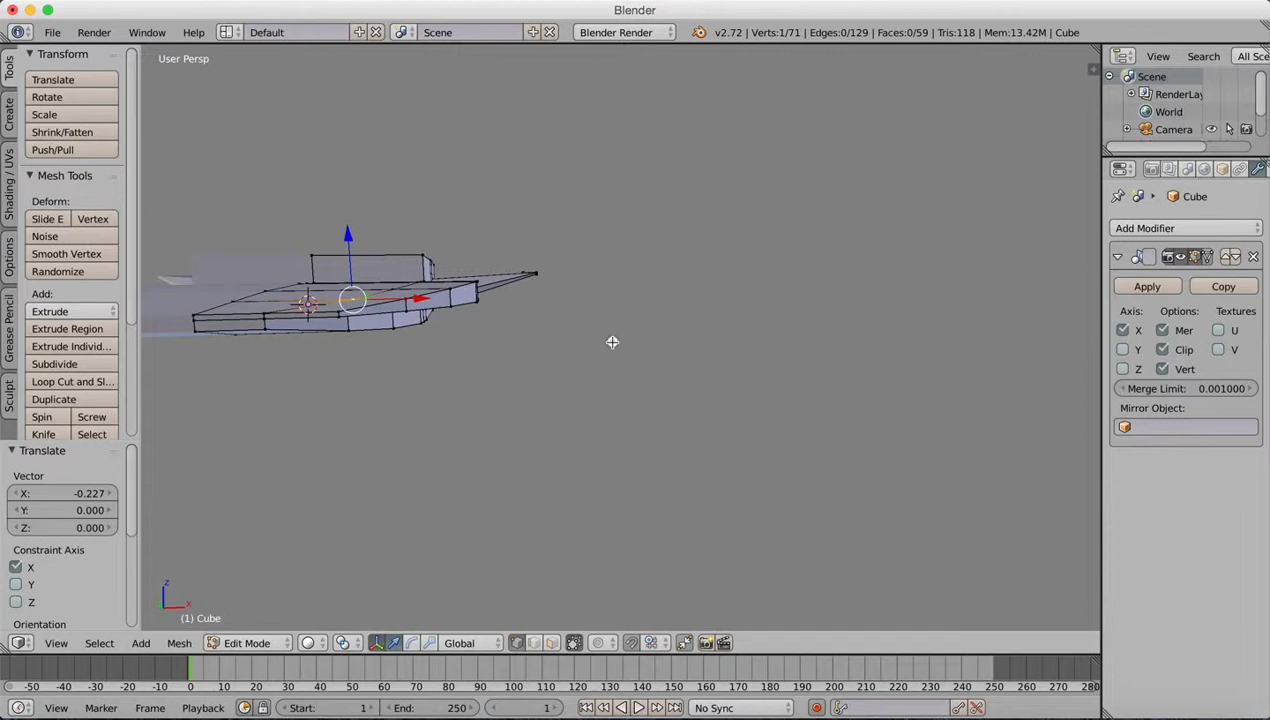 Blender
File Render Window Help Default Scene Blender Render v2.72 | Verts:1/71 | Edges:0/129 | Faces:0/59 | Tris:118 | Mem:13.42M | Cube
Tools
Create
Shading / UVs
Options
Grease Pencil
Sculpt
Transform
Translate
Rotate
Scale
Shrink/Fatten
Push/Pull
Mesh Tools
Deform:
Slide E Vertex
Noise
Smooth Vertex
Randomize
Add:
Extrude
Extrude Region
Extrude Individ...
Subdivide
Loop Cut and Sl...
Duplicate
Spin Screw
Knife Select
Translate
Vector
X: -0.227
Y: 0.000
Z: 0.000
Constraint Axis
X
Y
Z
Orientation
User Persp
z
x
(1) Cube
View Search All Sce
Scene
RenderLay
World
Camera
Cube
Add Modifier
Apply Copy
Axis: Options: Textures
X Mer U
Y Clip V
Z Vert
Merge Limit: 0.001000
Mirror Object:
View Select Add Mesh Edit Mode Global
-50 -40 -30 -20 -10 0 10 20 30 40 50 60 70 80 90 100 110 120 130 140 150 160 170 180 190 200 210 220 230 240 250 260 270 280
View Marker Frame Playback Start: 1 End: 250 1 No Sync